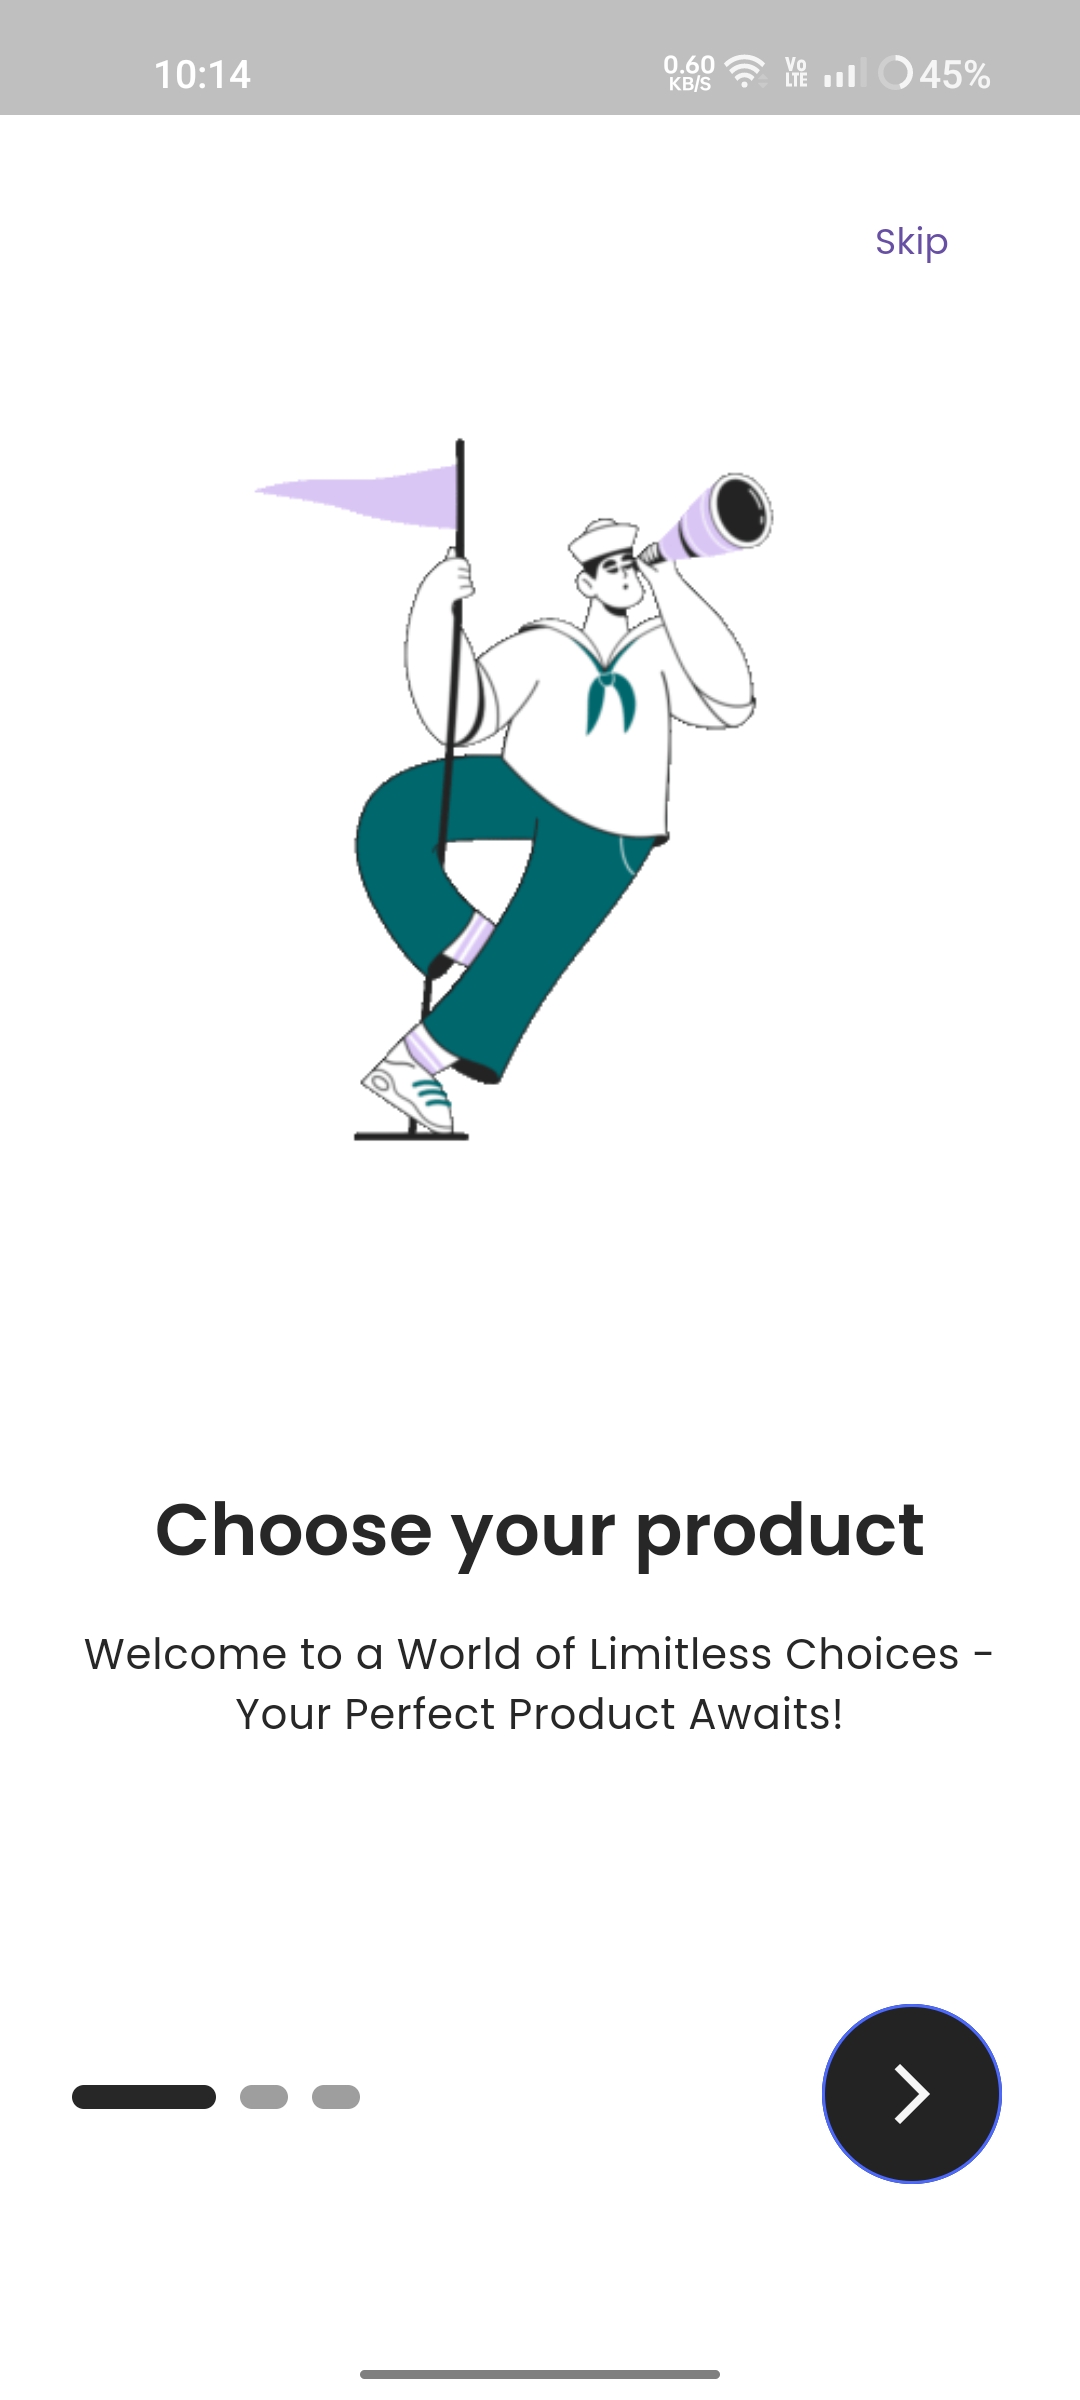 10:14
0.60
KB/S
Vo
LTE
45%
Skip
Choose your product
Welcome to a World of Limitless Choices -
Your Perfect Product Awaits!